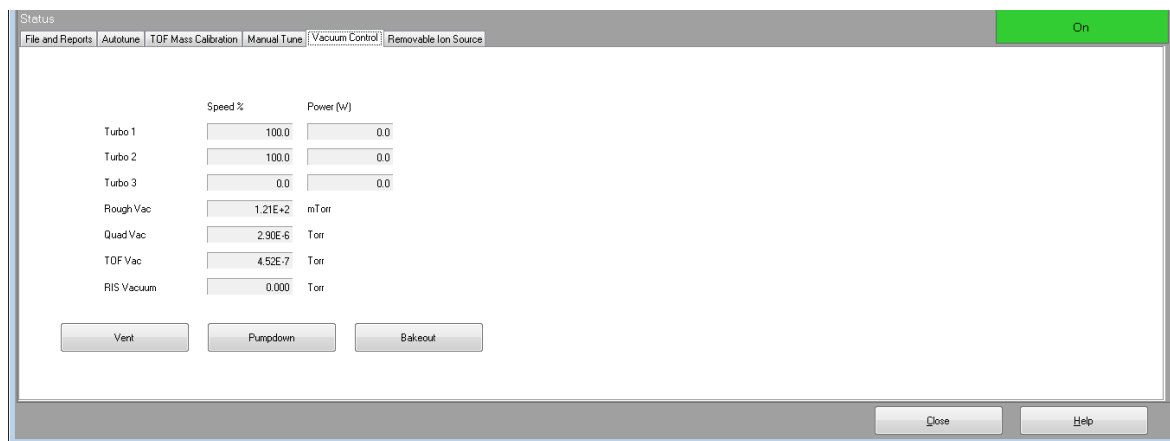 Status
On
File and Reports Autotune TOF Mass Calibration Manual Tune Vacuum Control Removable Ion Source
Speed % Power (W)
Turbo 1 100.0 0.0
Turbo 2 100.0 0.0
Turbo 3 0.0 0.0
Rough Vac 1.21E+2 mTorr
Quad Vac 2.90E-6 Torr
TOF Vac 4.52E-7 Torr
RIS Vacuum 0.000 Torr
Vent Pumpdown Bakeout
Close Help